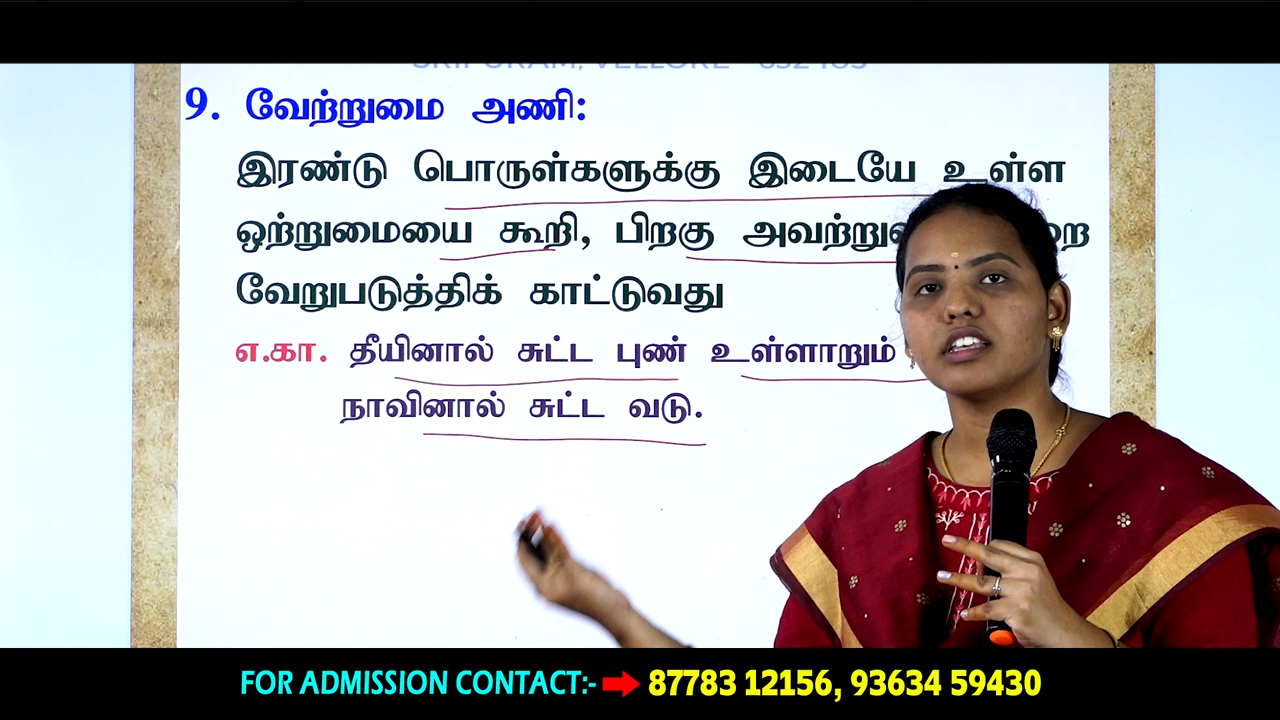 9. வேற்றுமை அணி:
இரண்டு பொருள்களுக்கு இடையே உள்ள
ஒற்றுமையை கூறி, பிறகு
வேறுபடுத்திக் காட்டுவது
எ.கா. தீயினால் சுட்ட புண் உள்ளாறும்
நாவினால் சுட்ட வடு.
FOR ADMISSION CONTACT:- 87783 12156, 93634 59430